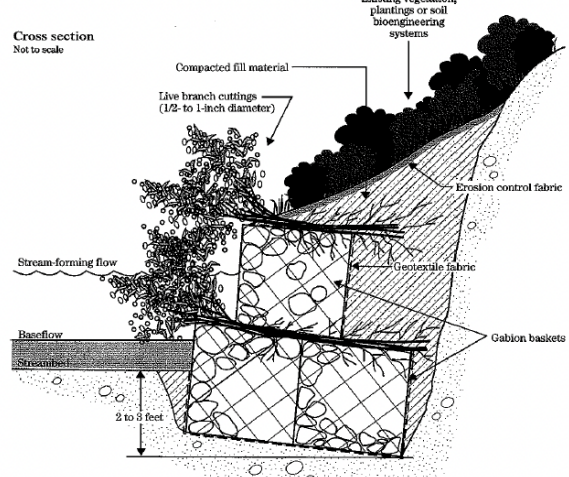 Existing vegetation,
plantings or soil
bioengineering
systems
Cross section
Not to scale
Compacted fill material
Live branch cuttings
(1/2- to 1-inch diameter)
Erosion control fabric
Stream-forming flow
Geotextile fabric
Baseflow
Gabion baskets
Streambed
2 to 3 feet